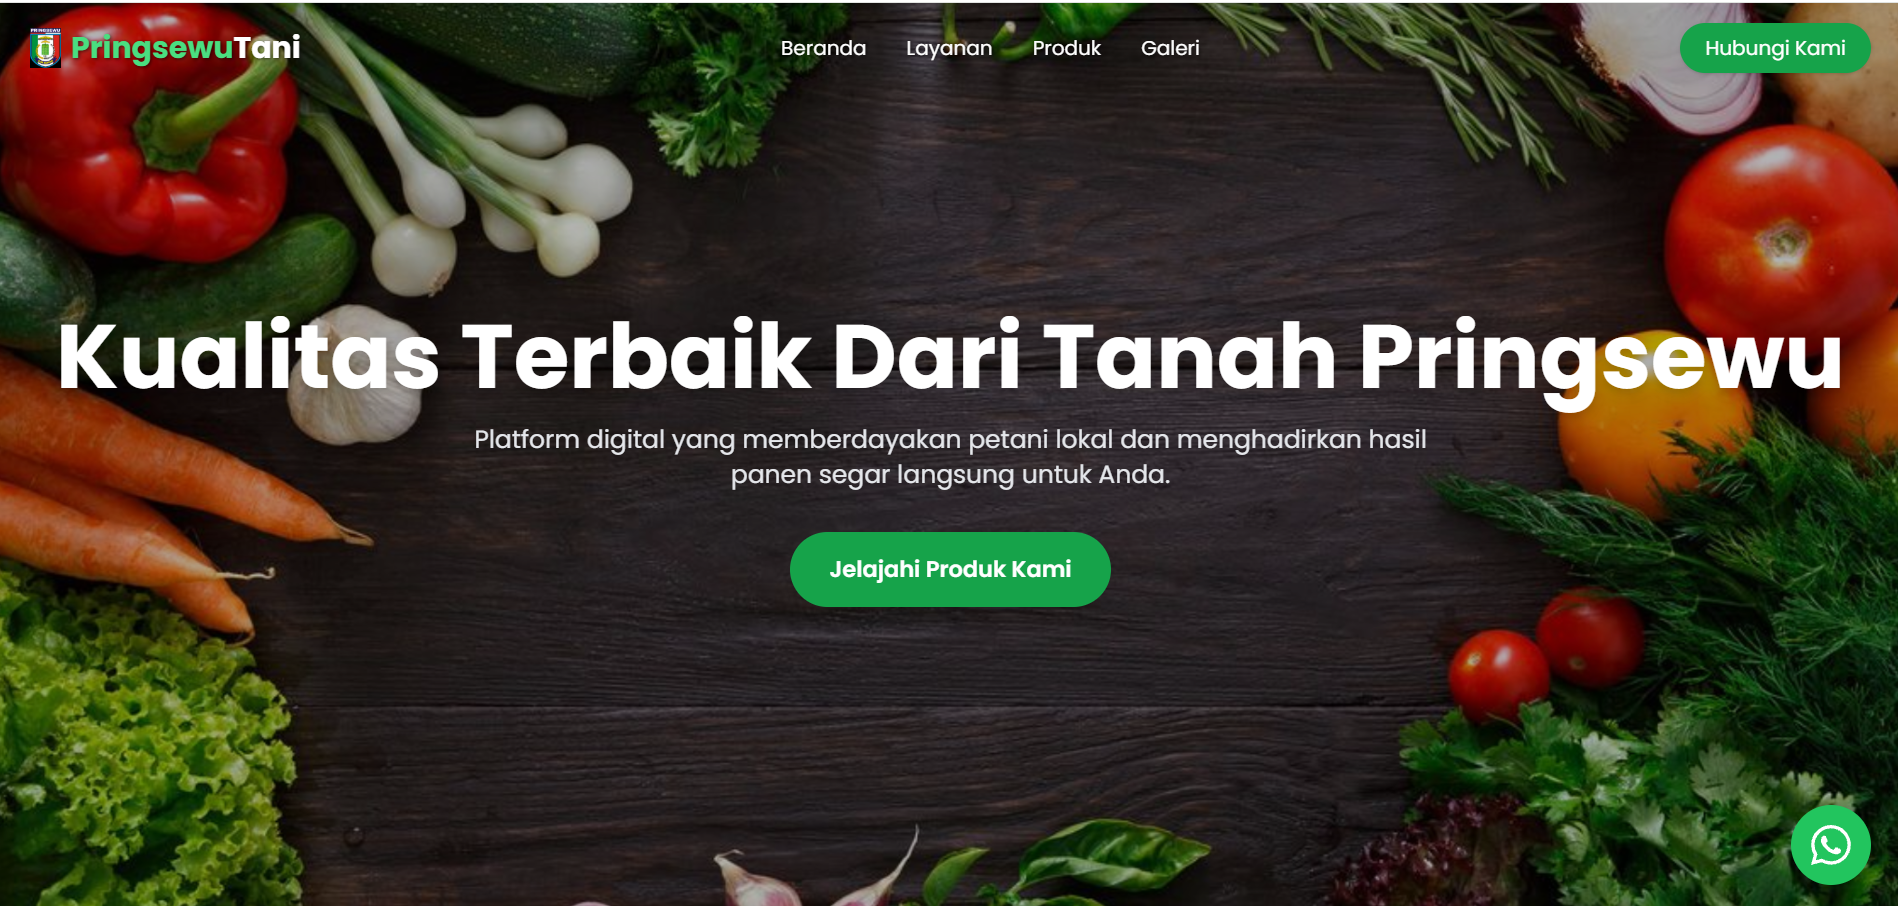 PRINGSEWU
PringsewuTani
Beranda
Layanan
Produk
Galeri
Hubungi Kami
Kualitas Terbaik Dari Tanah Pringsewu
Platform digital yang memberdayakan petani lokal dan menghadirkan hasil
panen segar langsung untuk Anda.
Jelajahi Produk Kami